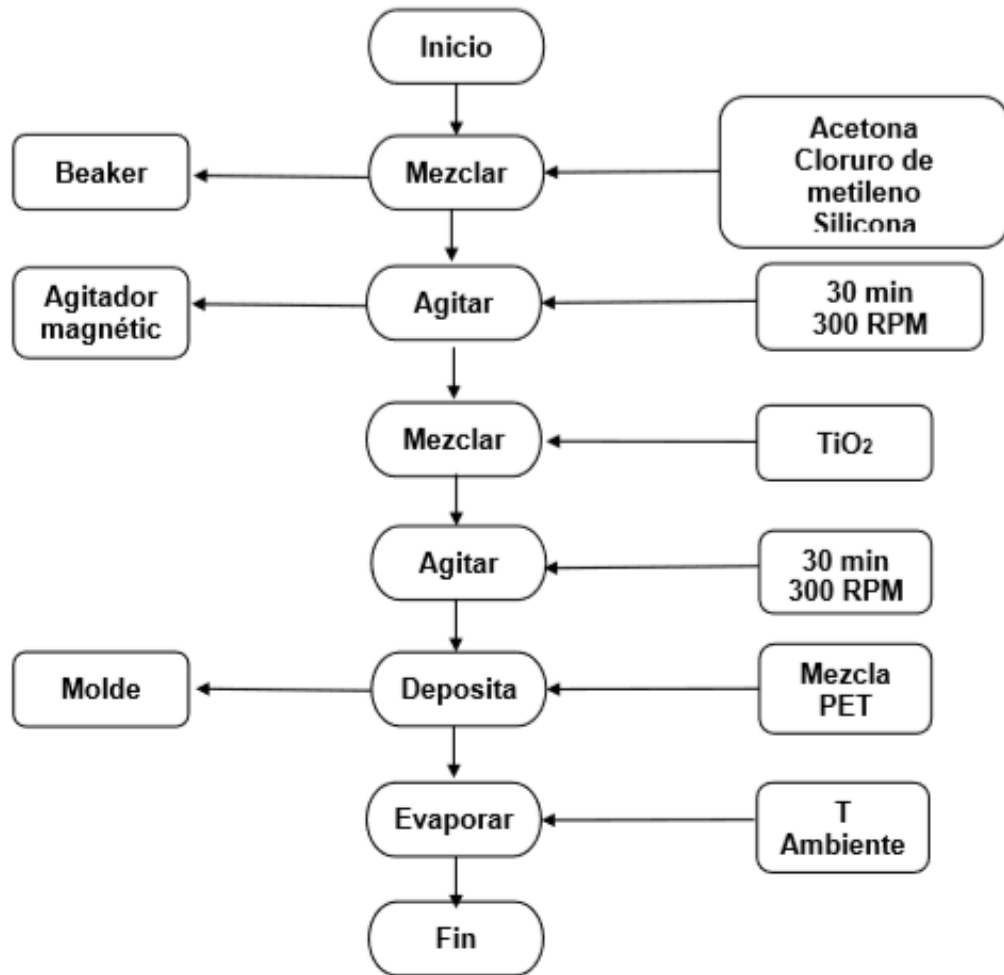 Inicio
Beaker
Mezclar
Acetona
Cloruro de
metileno
Silicona
Agitador
magnétic
Agitar
30 min
300 RPM
Mezclar
TiO₂
Agitar
30 min
300 RPM
Molde
Deposita
Mezcla
PET
Evaporar
T
Ambiente
Fin